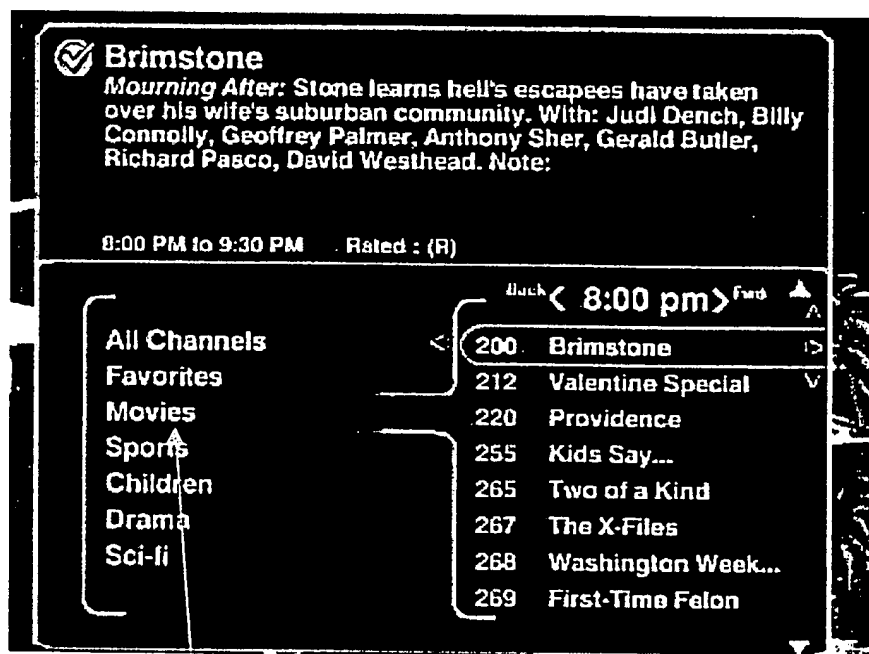 Brimstone
Mourning After: Stone learns hell's escapees have taken
over his wife's suburban community. With: Judi Dench, Billy
Connolly, Geoffrey Palmer, Anthony Sher, Gerald Butler,
Richard Pasco, David Westhead. Note:
8:00 PM to 9:30 PM Rated : (R)
Back < 8:00 pm > Fwd
All Channels
Favorites
Movies
Sports
Children
Drama
Sci-fi
200 Brimstone
212 Valentine Special
220 Providence
255 Kids Say...
265 Two of a Kind
267 The X-Files
268 Washington Week...
269 First-Time Felon